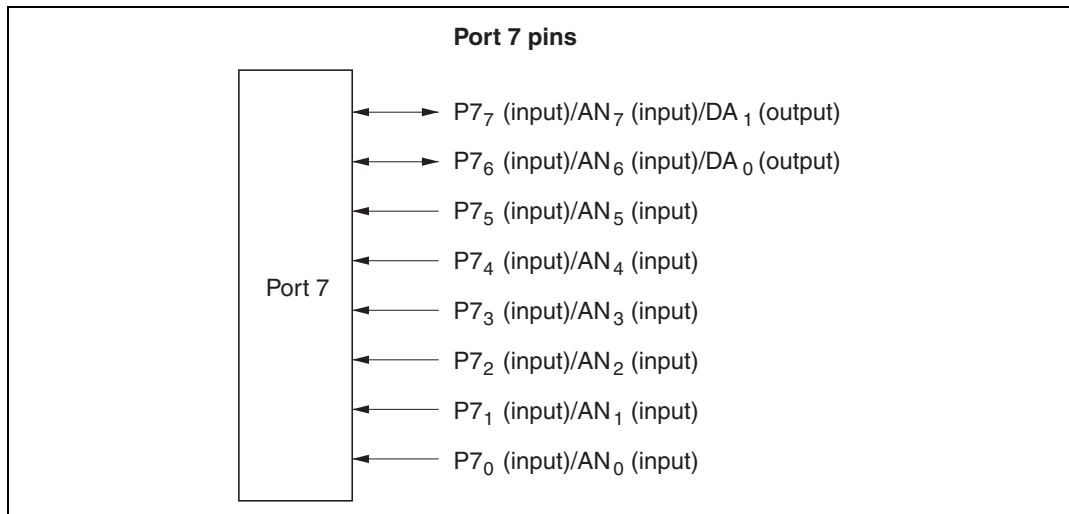 Port 7 pins
P7₇ (input)/AN₇ (input)/DA₁ (output)
P7₆ (input)/AN₆ (input)/DA₀ (output)
P7₅ (input)/AN₅ (input)
P7₄ (input)/AN₄ (input)
Port 7
P7₃ (input)/AN₃ (input)
P7₂ (input)/AN₂ (input)
P7₁ (input)/AN₁ (input)
P7₀ (input)/AN₀ (input)